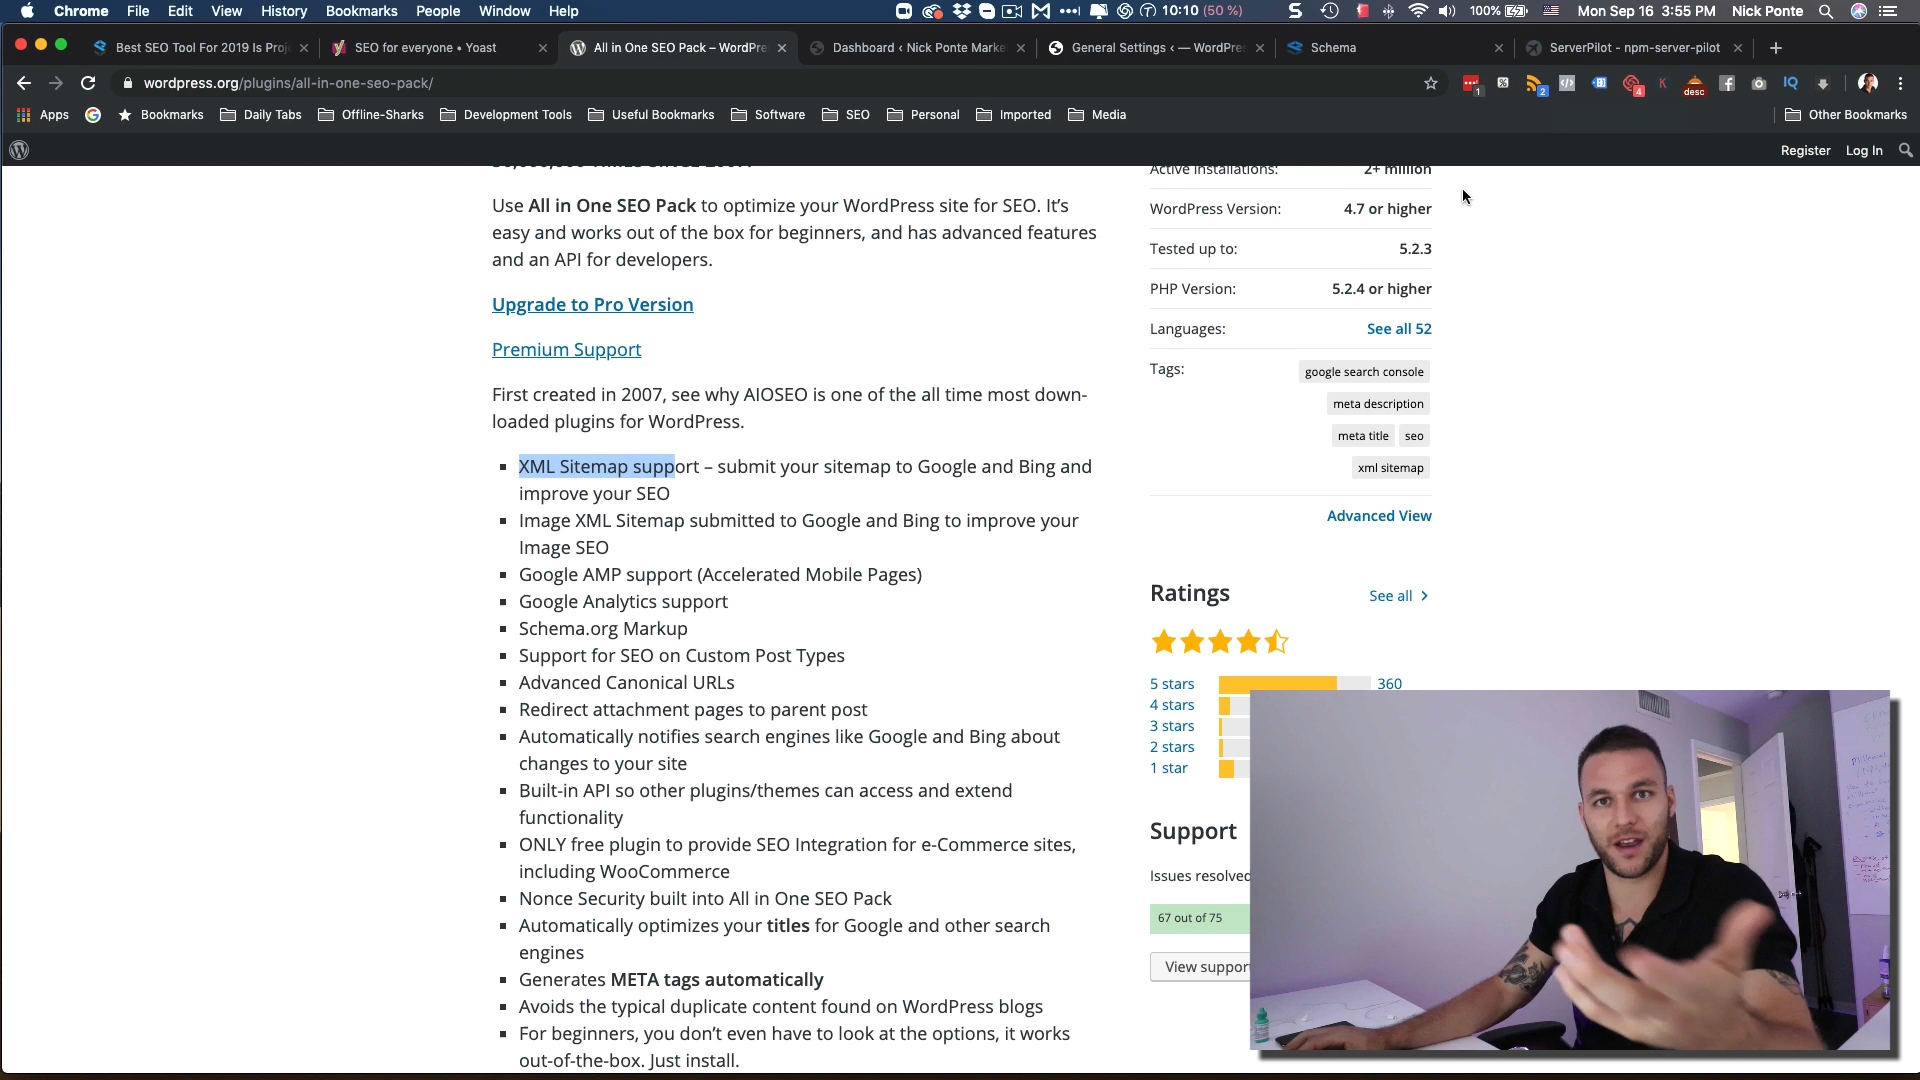 Chrome File Edit View History Bookmarks People Window Help 10:10 (50 %) 100% Mon Sep 16 3:55 PM Nick Ponte
Best SEO Tool For 2019 Is Proj
SEO for everyone • Yoast
All in One SEO Pack – WordPre
Dashboard ‹ Nick Ponte Marke
General Settings ‹ — WordPres
Schema
ServerPilot - npm-server-pilot
wordpress.org/plugins/all-in-one-seo-pack/
1
2
4
desc
IQ
Apps
Bookmarks
Daily Tabs
Offline-Sharks
Development Tools
Useful Bookmarks
Software
SEO
Personal
Imported
Media
Other Bookmarks
Register Log In
Use All in One SEO Pack to optimize your WordPress site for SEO. It's
easy and works out of the box for beginners, and has advanced features
and an API for developers.
Upgrade to Pro Version
Premium Support
First created in 2007, see why AIOSEO is one of the all time most down-
loaded plugins for WordPress.
XML Sitemap support – submit your sitemap to Google and Bing and
improve your SEO
Image XML Sitemap submitted to Google and Bing to improve your
Image SEO
Google AMP support (Accelerated Mobile Pages)
Google Analytics support
Schema.org Markup
Support for SEO on Custom Post Types
Advanced Canonical URLs
Redirect attachment pages to parent post
Automatically notifies search engines like Google and Bing about
changes to your site
Built-in API so other plugins/themes can access and extend
functionality
ONLY free plugin to provide SEO Integration for e-Commerce sites,
including WooCommerce
Nonce Security built into All in One SEO Pack
Automatically optimizes your titles for Google and other search
engines
Generates META tags automatically
Avoids the typical duplicate content found on WordPress blogs
For beginners, you don't even have to look at the options, it works
out-of-the-box. Just install.
Active Installations: 2+ million
WordPress Version: 4.7 or higher
Tested up to: 5.2.3
PHP Version: 5.2.4 or higher
Languages: See all 52
Tags: google search console
meta description
meta title seo
xml sitemap
Advanced View
Ratings See all
5 stars 360
4 stars
3 stars
2 stars
1 star
Support
Issues resolved
67 out of 75
View support